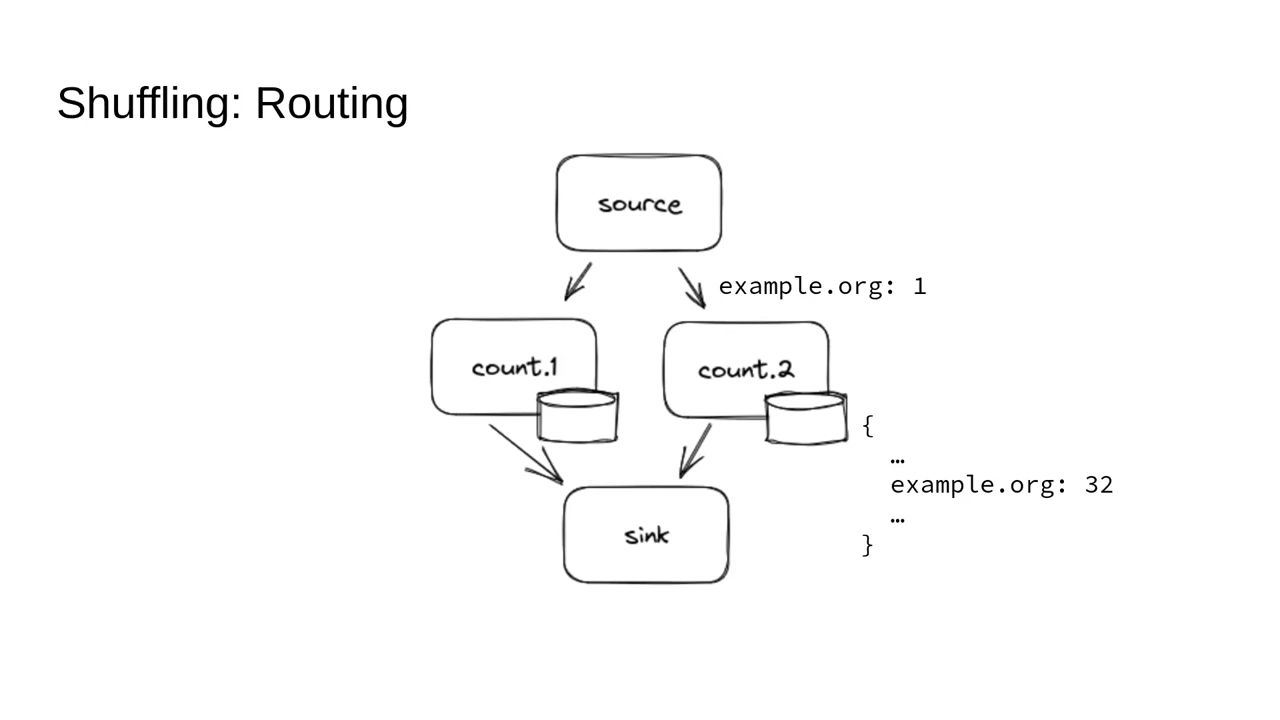 Shuffling: Routing
source
example.org: 1
count.1
count.2
{
…
example.org: 32
…
}
sink